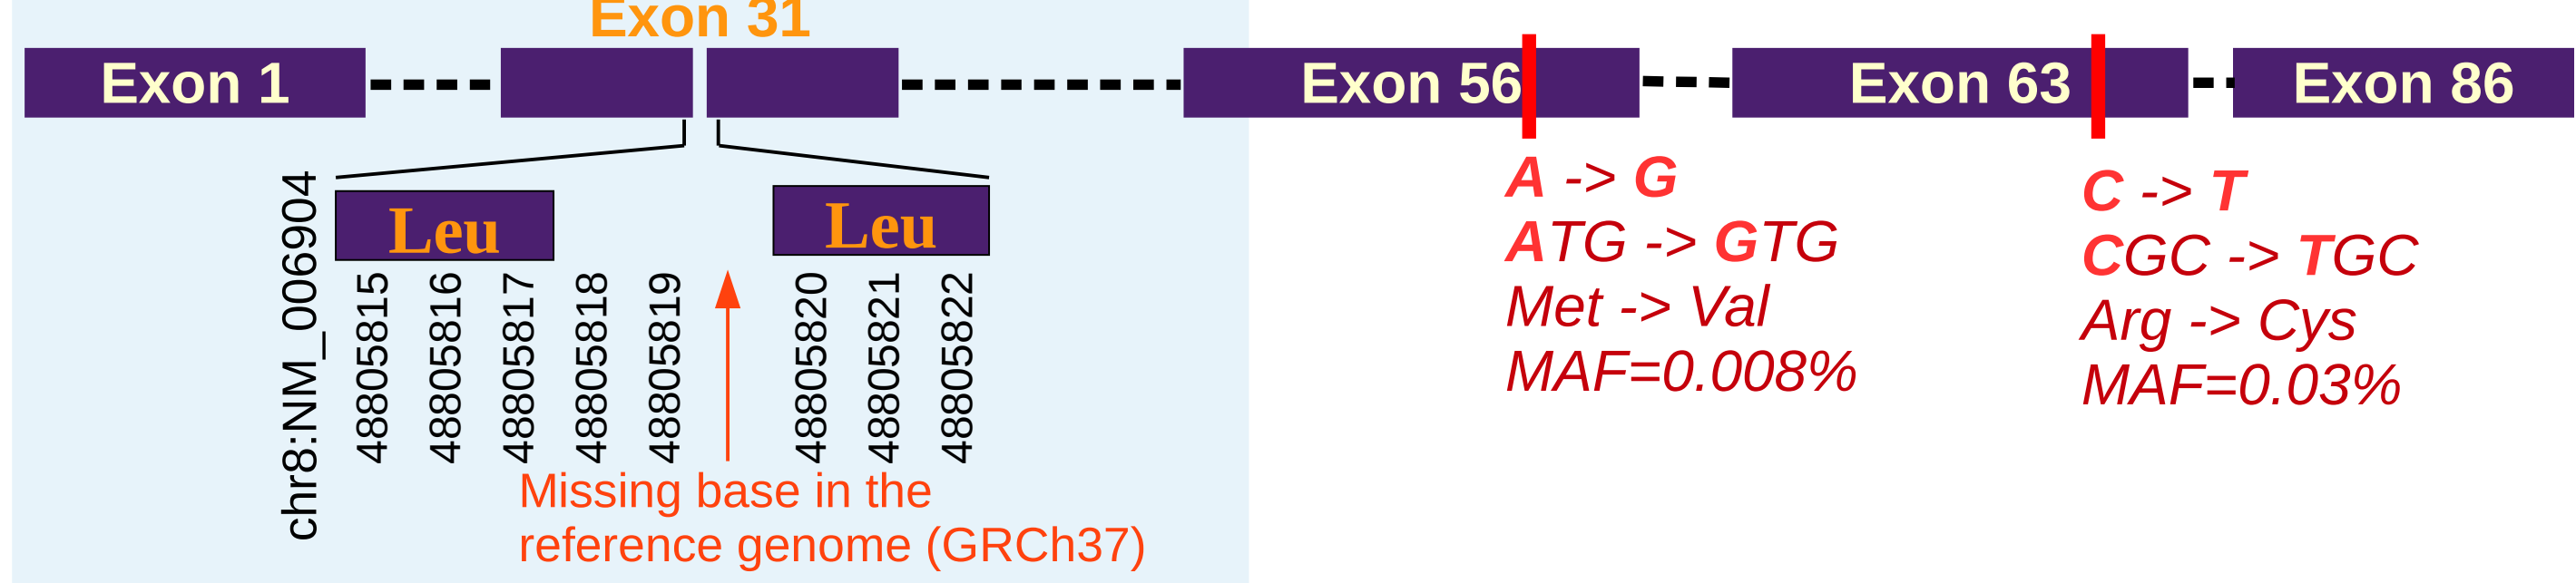 Exon 31
Exon 1
Exon 56
Exon 63
Exon 86
chr8:NM_006904
Leu
Leu
48805815
48805816
48805817
48805818
48805819
48805820
48805821
48805822
Missing base in the
reference genome (GRCh37)
A -> G
ATG -> GTG
Met -> Val
MAF=0.008%
C -> T
CGC -> TGC
Arg -> Cys
MAF=0.03%